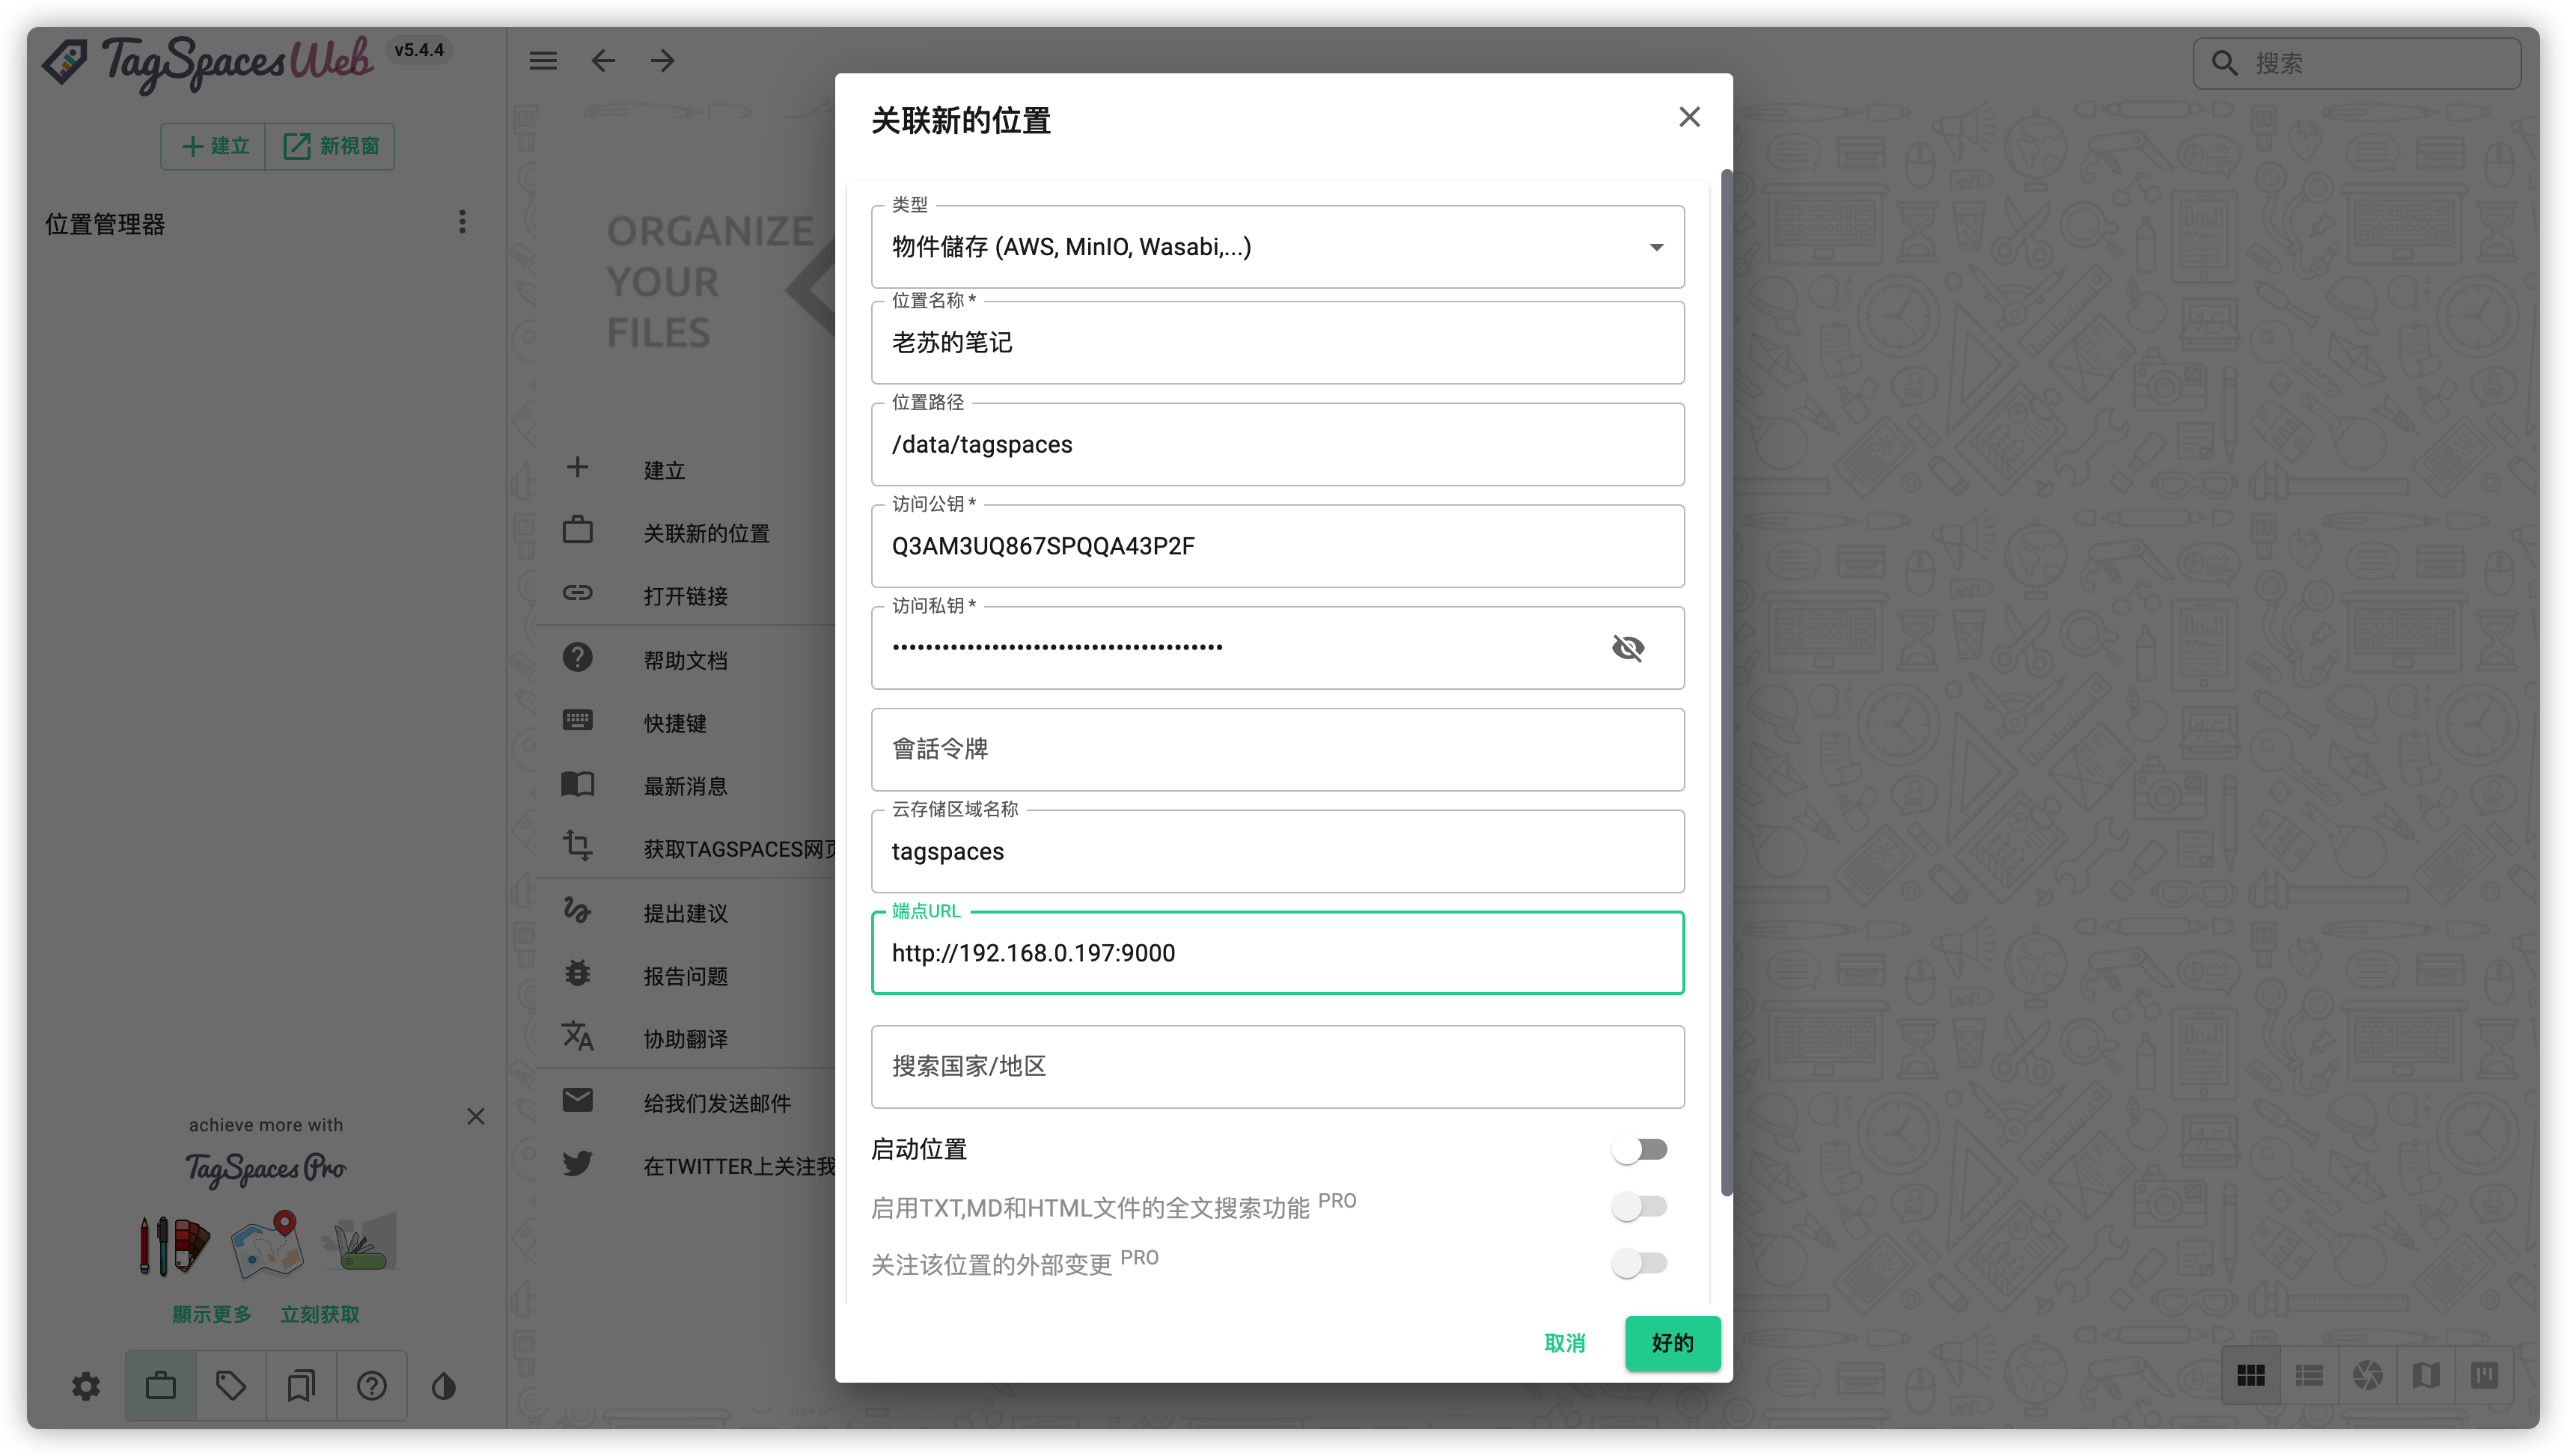 TagSpaces Web
v5.4.4
建立
新視窗
位置管理器
搜索
ORGANIZE
YOUR
FILES
建立
关联新的位置
打开链接
帮助文档
快捷键
最新消息
获取TAGSPACES网
提出建议
报告问题
协助翻译
给我们发送邮件
在TWITTER上关注我
achieve more with
TagSpaces Pro
顯示更多
立刻获取
关联新的位置
类型
物件儲存 (AWS, MinIO, Wasabi,...)
位置名称 *
老苏的笔记
位置路径
/data/tagspaces
访问公钥 *
Q3AM3UQ867SPQQA43P2F
访问私钥 *
••••••••••••••••••••••••••••••••••••••••
會話令牌
云存储区域名称
tagspaces
端点URL
http://192.168.0.197:9000
搜索国家/地区
启动位置
启用TXT,MD和HTML文件的全文搜索功能 PRO
关注该位置的外部变更 PRO
取消
好的